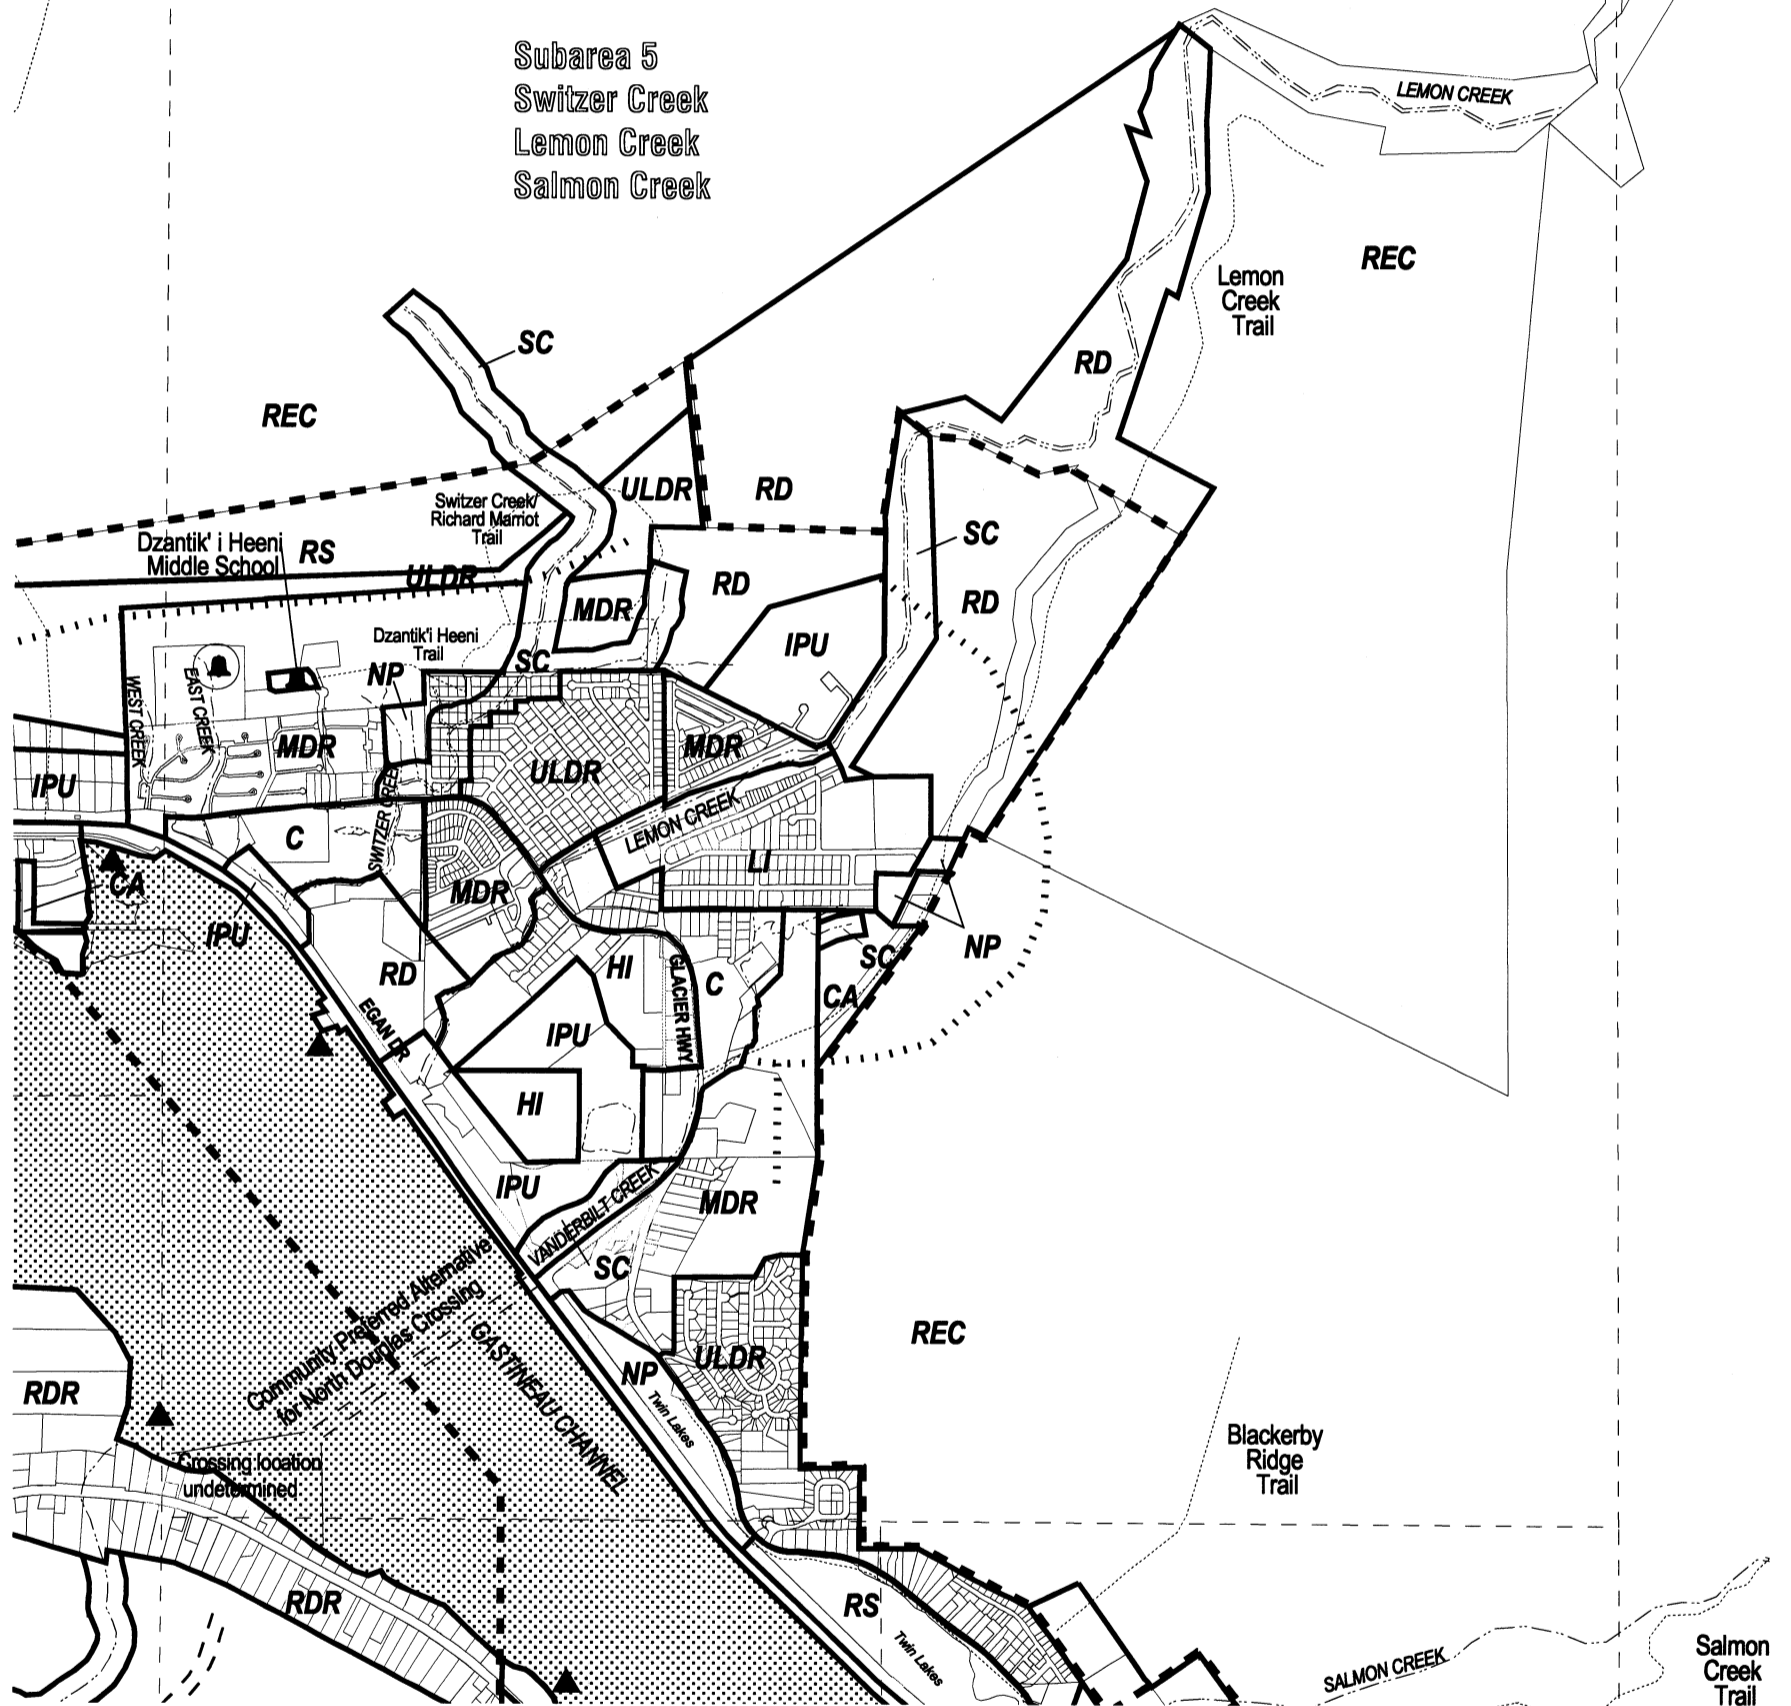 Subarea 5
Switzer Creek
Lemon Creek
Salmon Creek
LEMON CREEK
REC
Lemon
Creek
Trail
SC
RD
REC
ULDR
RD
Switzer Creek/
Richard Marriot
Trail
SC
Dzantik' i Heeni
Middle School
RS
ULDR
RD
MDR
RD
Dzantik'i Heeni
Trail
IPU
SC
NP
WEST CREEK
EAST CREEK
MDR
ULDR
MDR
IPU
SWITZER CREEK
LEMON CREEK
C
LI
CA
MDR
IPU
NP
SC
RD
HI
GLACIER HWY
C
CA
EGAN DR
IPU
HI
IPU
VANDERBILT CREEK
MDR
SC
Community Preferred Alternative
for North Douglas Crossing
GASTINEAU CHANNEL
REC
ULDR
NP
RDR
Twin Lakes
Blackerby
Ridge
Trail
Crossing location
undetermined
RDR
RS
Twin Lakes
SALMON CREEK
Salmon
Creek
Trail